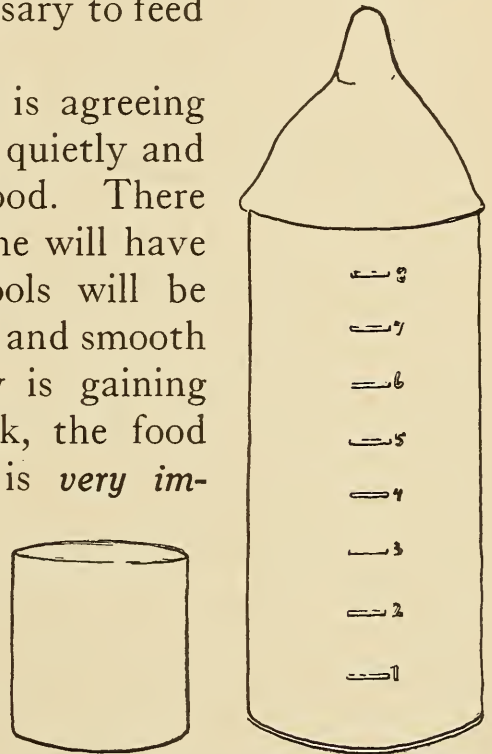 sary to feed
is agreeing
quietly and
ood. There
ne will have
ools will be
and smooth
is gaining
k, the food
is very im-
8
7
6
5
4
3
2
1